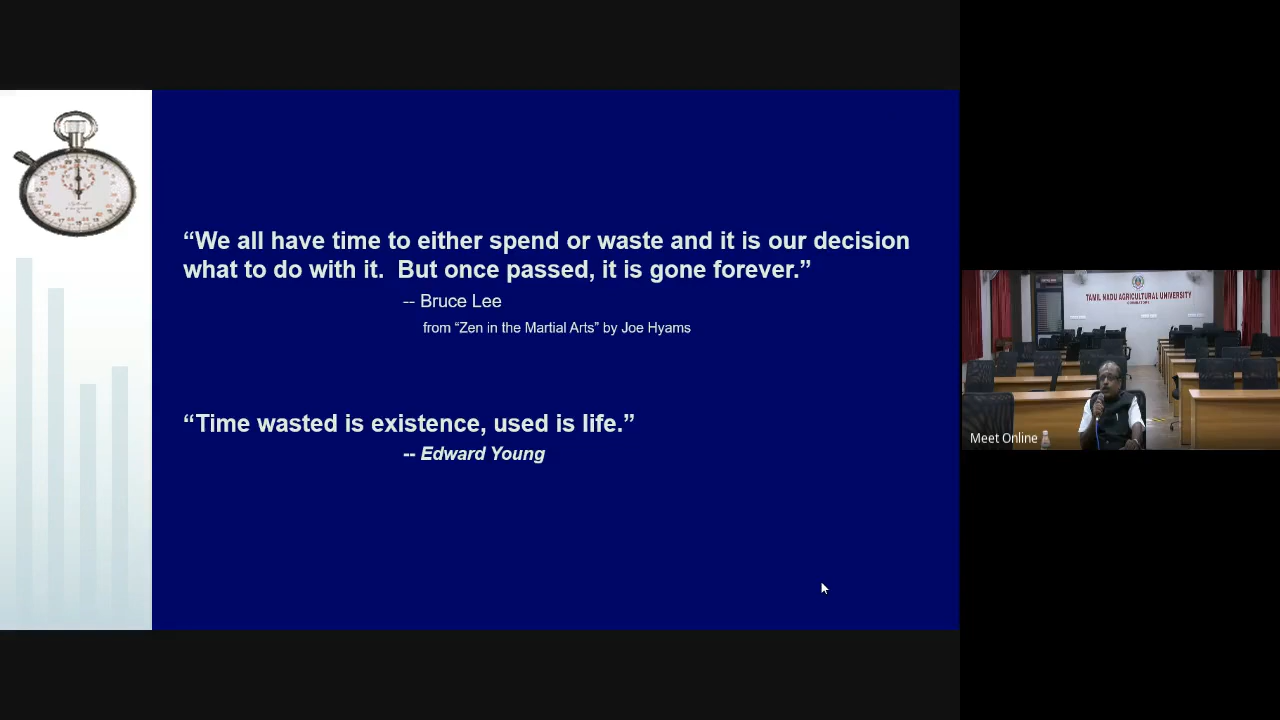 “We all have time to either spend or waste and it is our decision
what to do with it.  But once passed, it is gone forever.”
-- Bruce Lee
from “Zen in the Martial Arts” by Joe Hyams
“Time wasted is existence, used is life.”
-- Edward Young
TAMIL NADU AGRICULTURAL UNIVERSITY
Meet Online